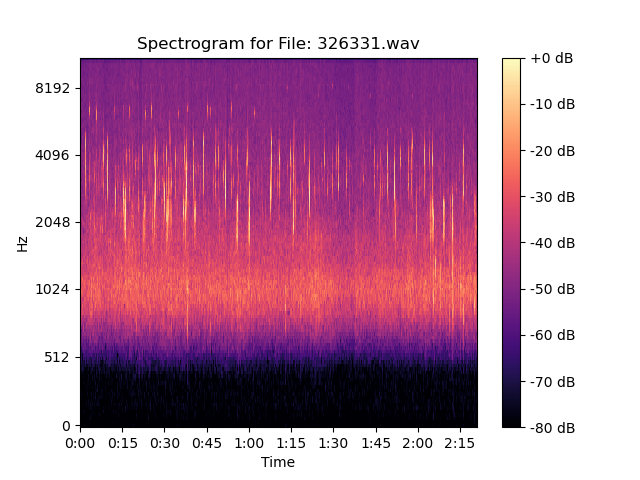 Spectrogram for File: 326331.wav
+0 dB
8192
-10 dB
4096
-20 dB
-30 dB
2048
Hz
-40 dB
-50 dB
1024
-60 dB
512
-70 dB
0
-80 dB
0:00 0:15 0:30 0:45 1:00 1:15 1:30 1:45 2:00 2:15
Time